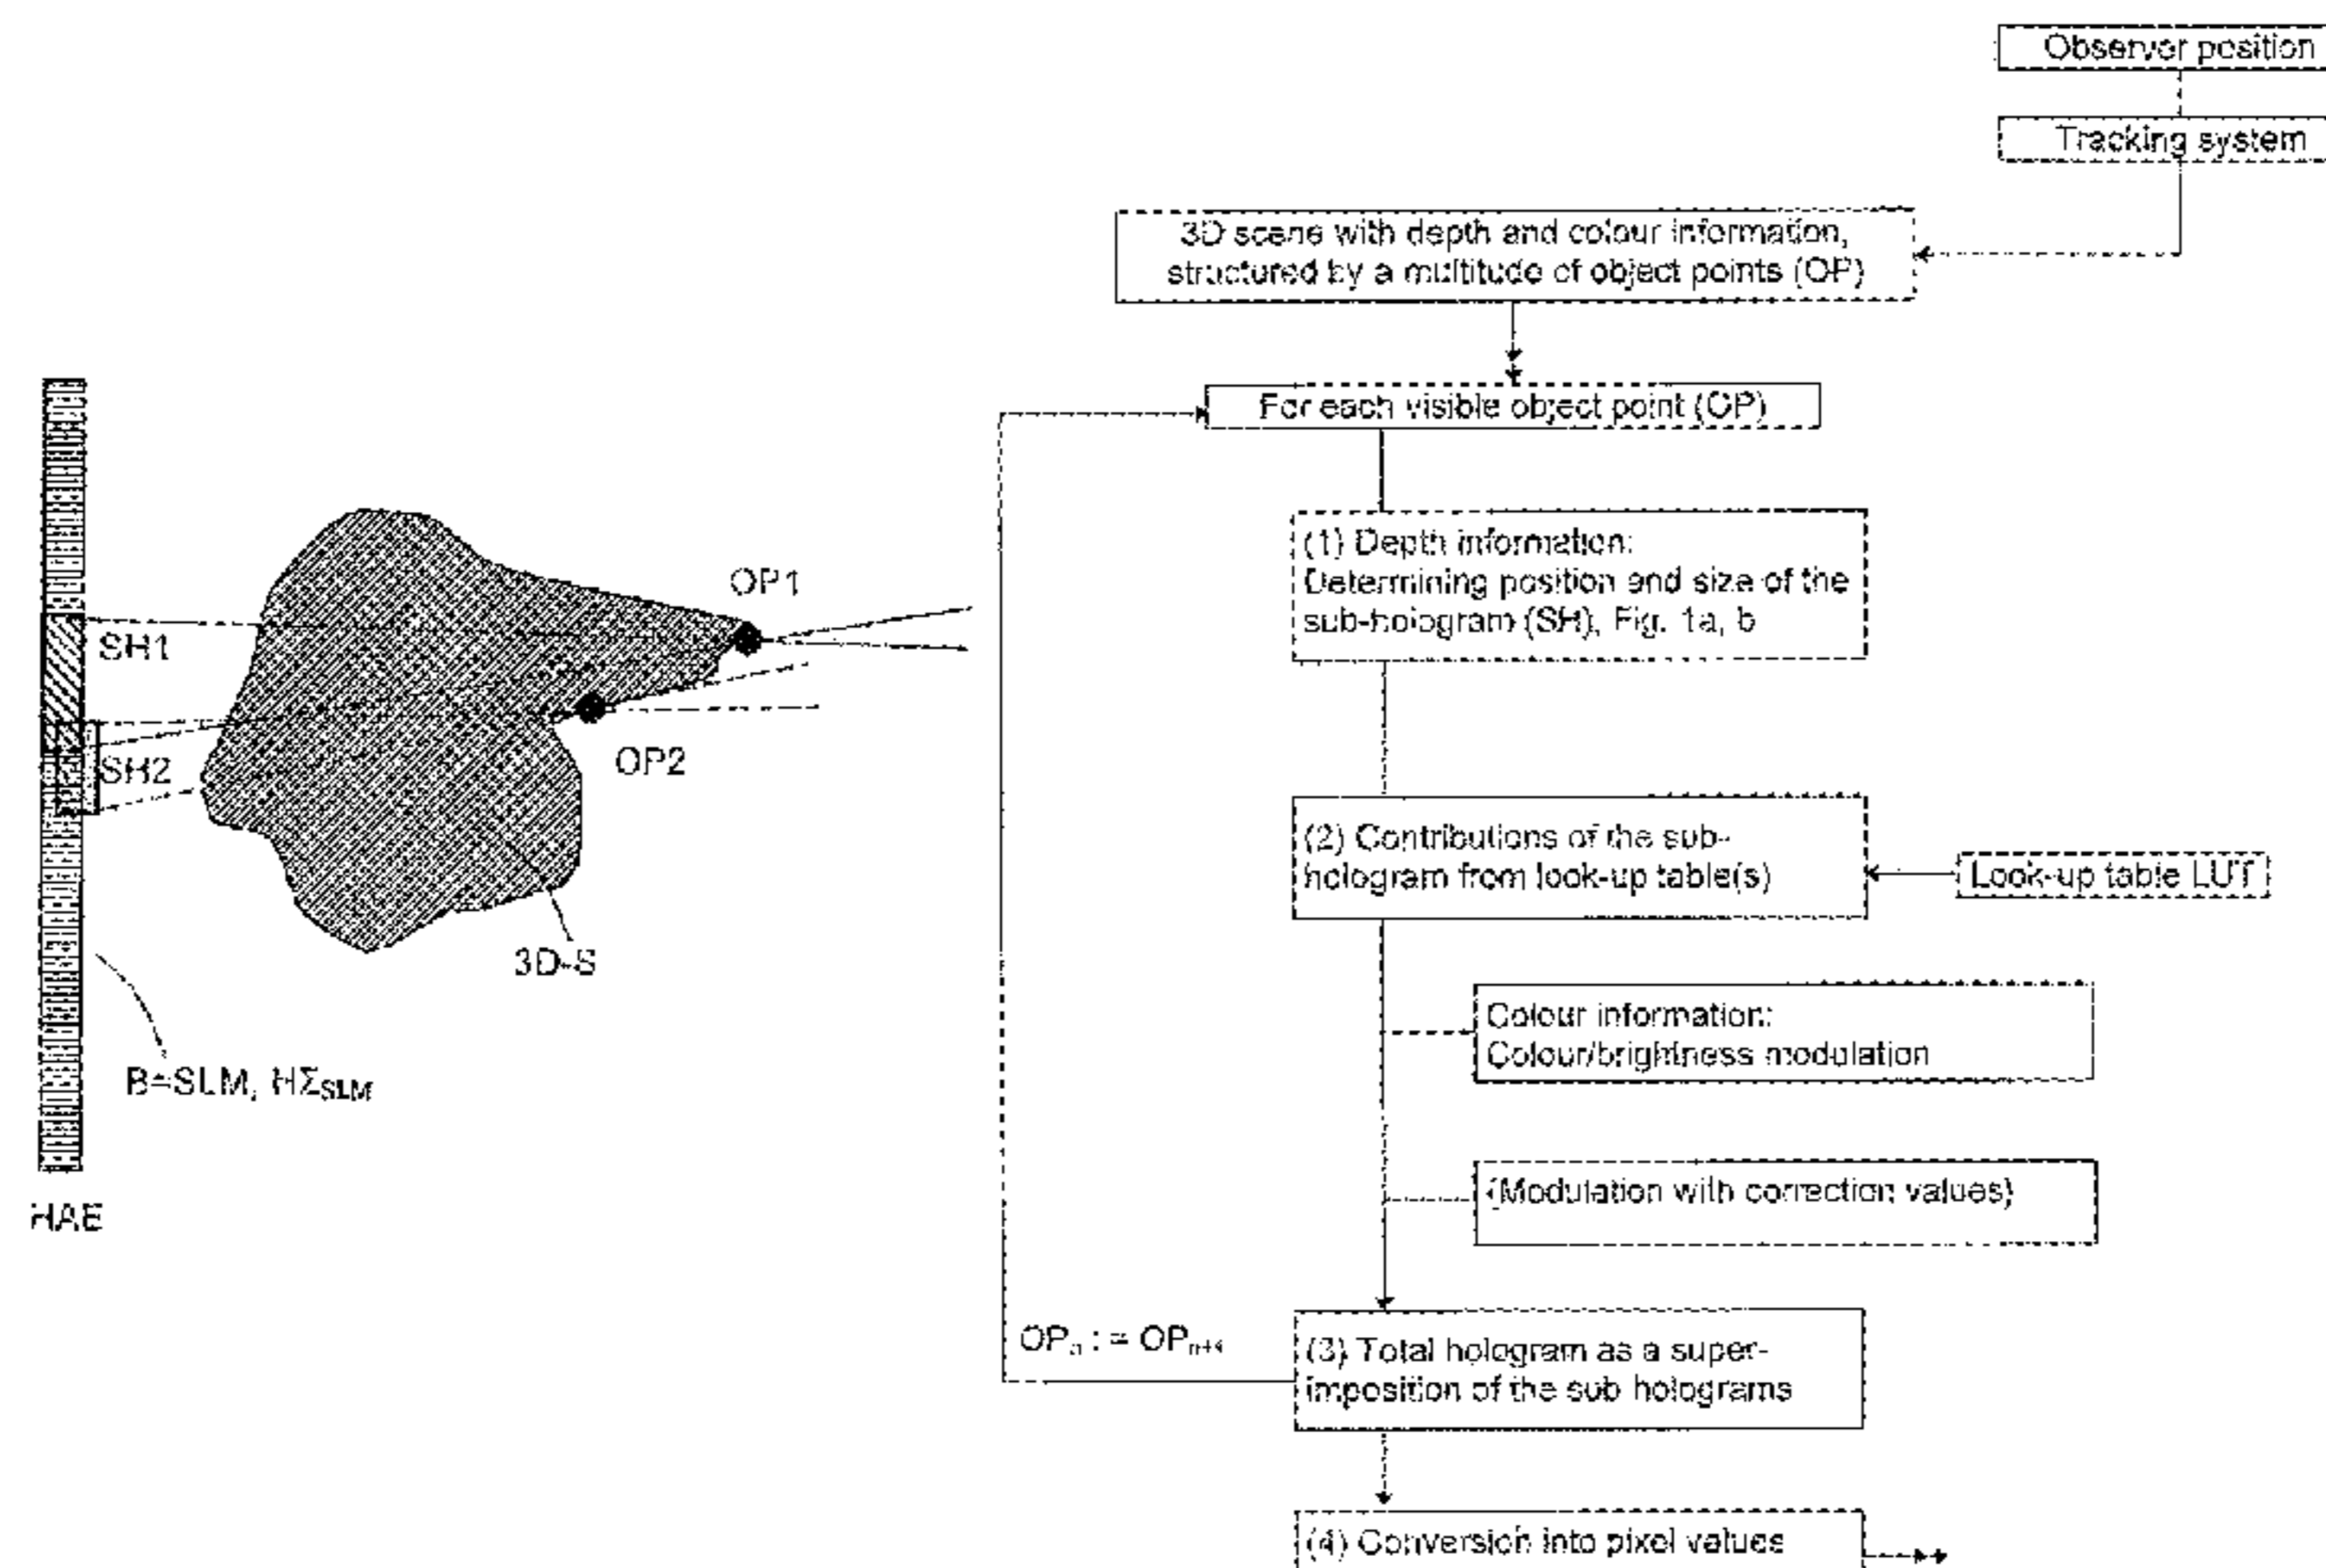 Observer position
Tracking system
3D scene with depth and colour information,
structured by a multitude of object points (OP)
For each visible object point (OP)
(1) Depth information:
Determining position and size of the
sub-hologram (SH), Fig. 1a, b
(2) Contributions of the sub-
hologram from look-up table(s)
Look-up table LUT
Colour information:
Colour/brightness modulation
(Modulation with correction values)
OPn := OPn+1
(3) Total hologram as a super-
imposition of the sub holograms
(4) Conversion into pixel values
OP1
SH1
OP2
SH2
3D-S
B=SLM, HΣSLM
HAE